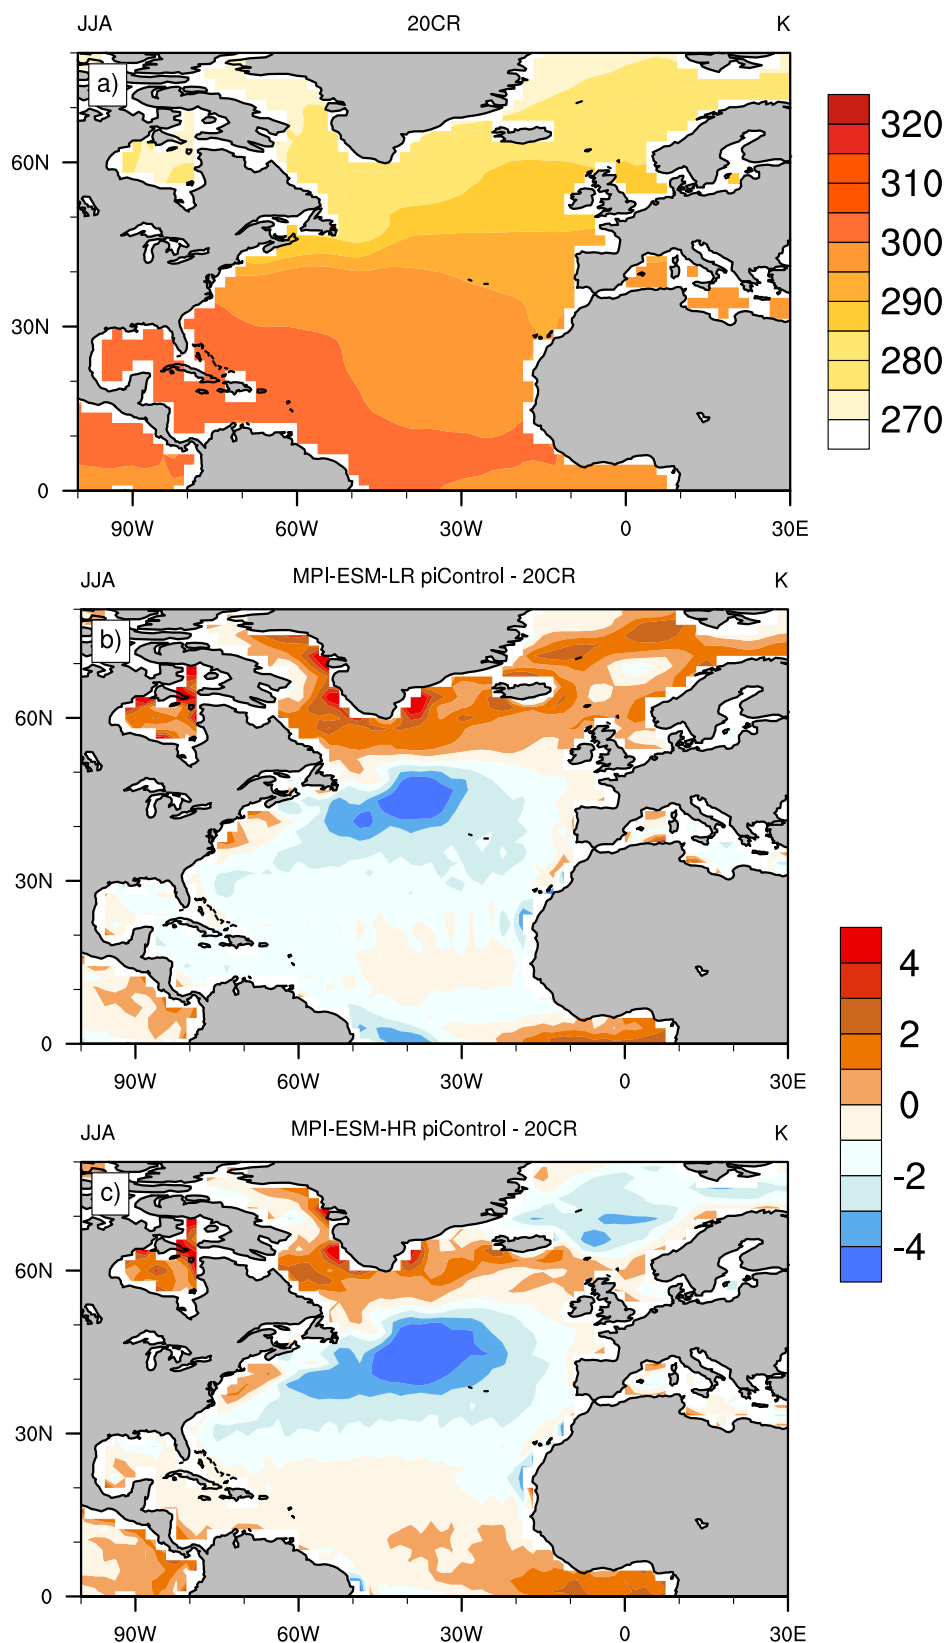 JJA 20CR K
a)
60N
30N
0
90W 60W 30W 0 30E
320
310
300
290
280
270
JJA MPI-ESM-LR piControl - 20CR K
b)
60N
30N
0
90W 60W 30W 0 30E
4
2
0
-2
-4
JJA MPI-ESM-HR piControl - 20CR K
c)
60N
30N
0
90W 60W 30W 0 30E